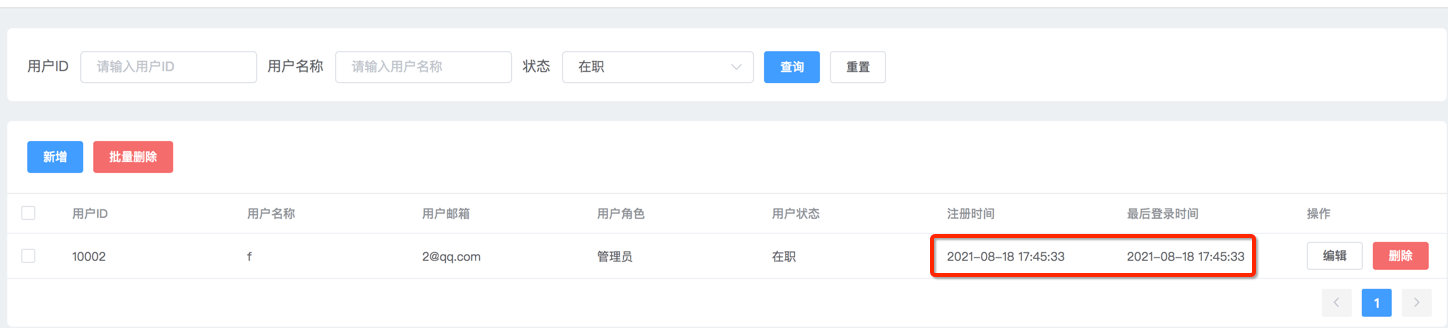 用户ID 请输入用户ID 用户名称 请输入用户名称 状态 在职 查询 重置
新增 批量删除
用户ID 用户名称 用户邮箱 用户角色 用户状态 注册时间 最后登录时间 操作
10002 f 2@qq.com 管理员 在职 2021-08-18 17:45:33 2021-08-18 17:45:33 编辑 删除
1